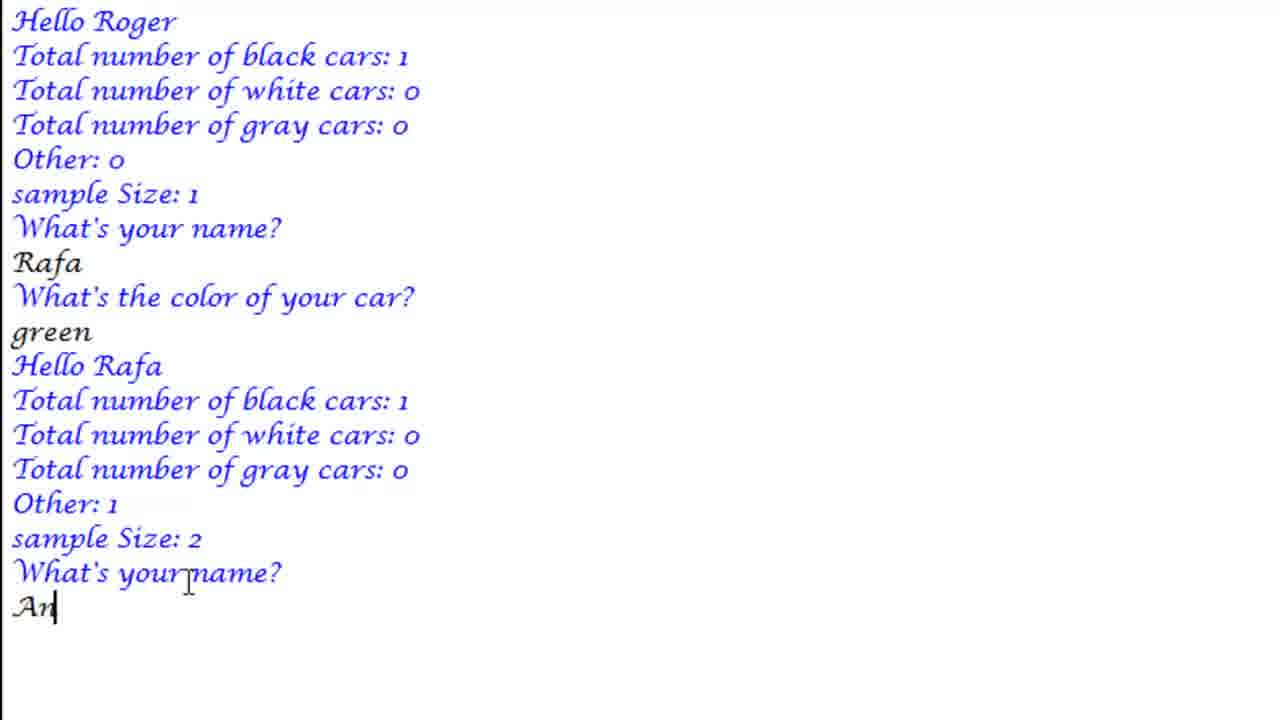 Hello Roger
Total number of black cars: 1
Total number of white cars: 0
Total number of gray cars: 0
Other: 0
sample Size: 1
What's your name?
Rafa
What's the color of your car?
green
Hello Rafa
Total number of black cars: 1
Total number of white cars: 0
Total number of gray cars: 0
Other: 1
sample Size: 2
What's your name?
An